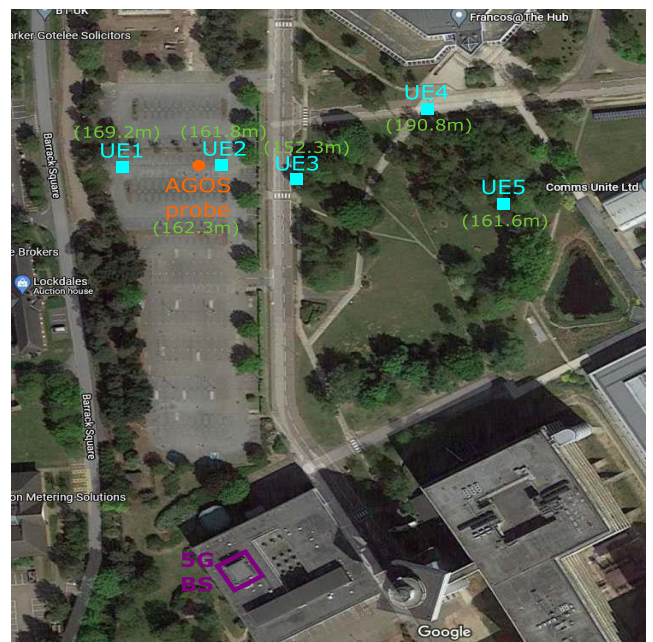 BT UK
Francos@The Hub
arker Gotelee Solicitors
UE4
(190.8m)
(169.2m)
(161.8m)
(152.3m)
UE1
UE2
UE3
Barrack Square
AGOS
probe
(162.3m)
UE5
(161.6m)
Comms Unite Ltd
e Brokers
Lockdales
Auction house
Barrack Square
on Metering Solutions
5G
BS
Google